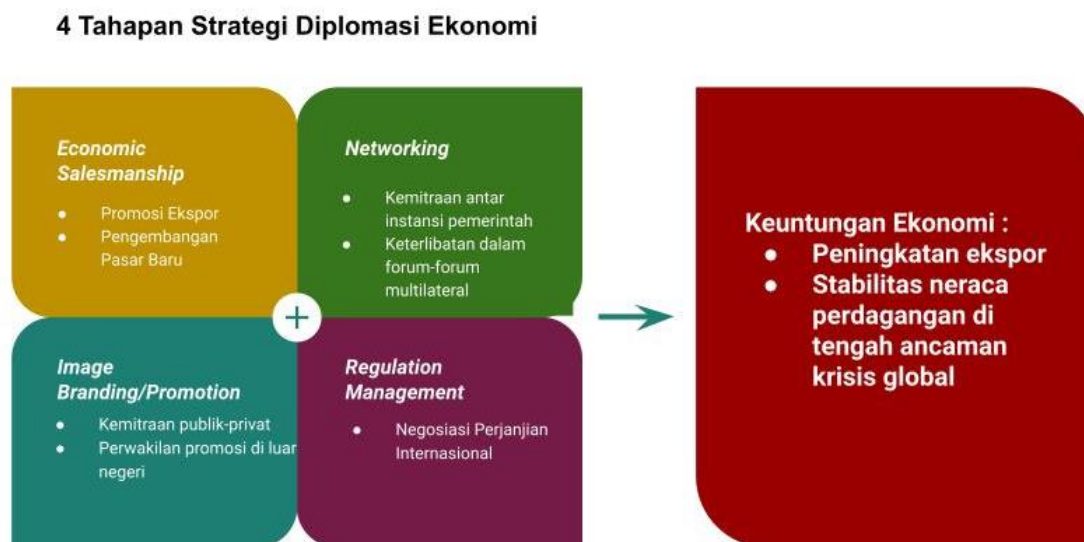 4 Tahapan Strategi Diplomasi Ekonomi
Economic
Salesmanship
● Promosi Ekspor
● Pengembangan
Pasar Baru
Networking
● Kemitraan antar
instansi pemerintah
● Keterlibatan dalam
forum-forum
multilateral
+
Image
Branding/Promotion
● Kemitraan publik-privat
● Perwakilan promosi di luar
negeri
Regulation
Management
● Negosiasi Perjanjian
Internasional
Keuntungan Ekonomi :
● Peningkatan ekspor
● Stabilitas neraca
perdagangan di
tengah ancaman
krisis global